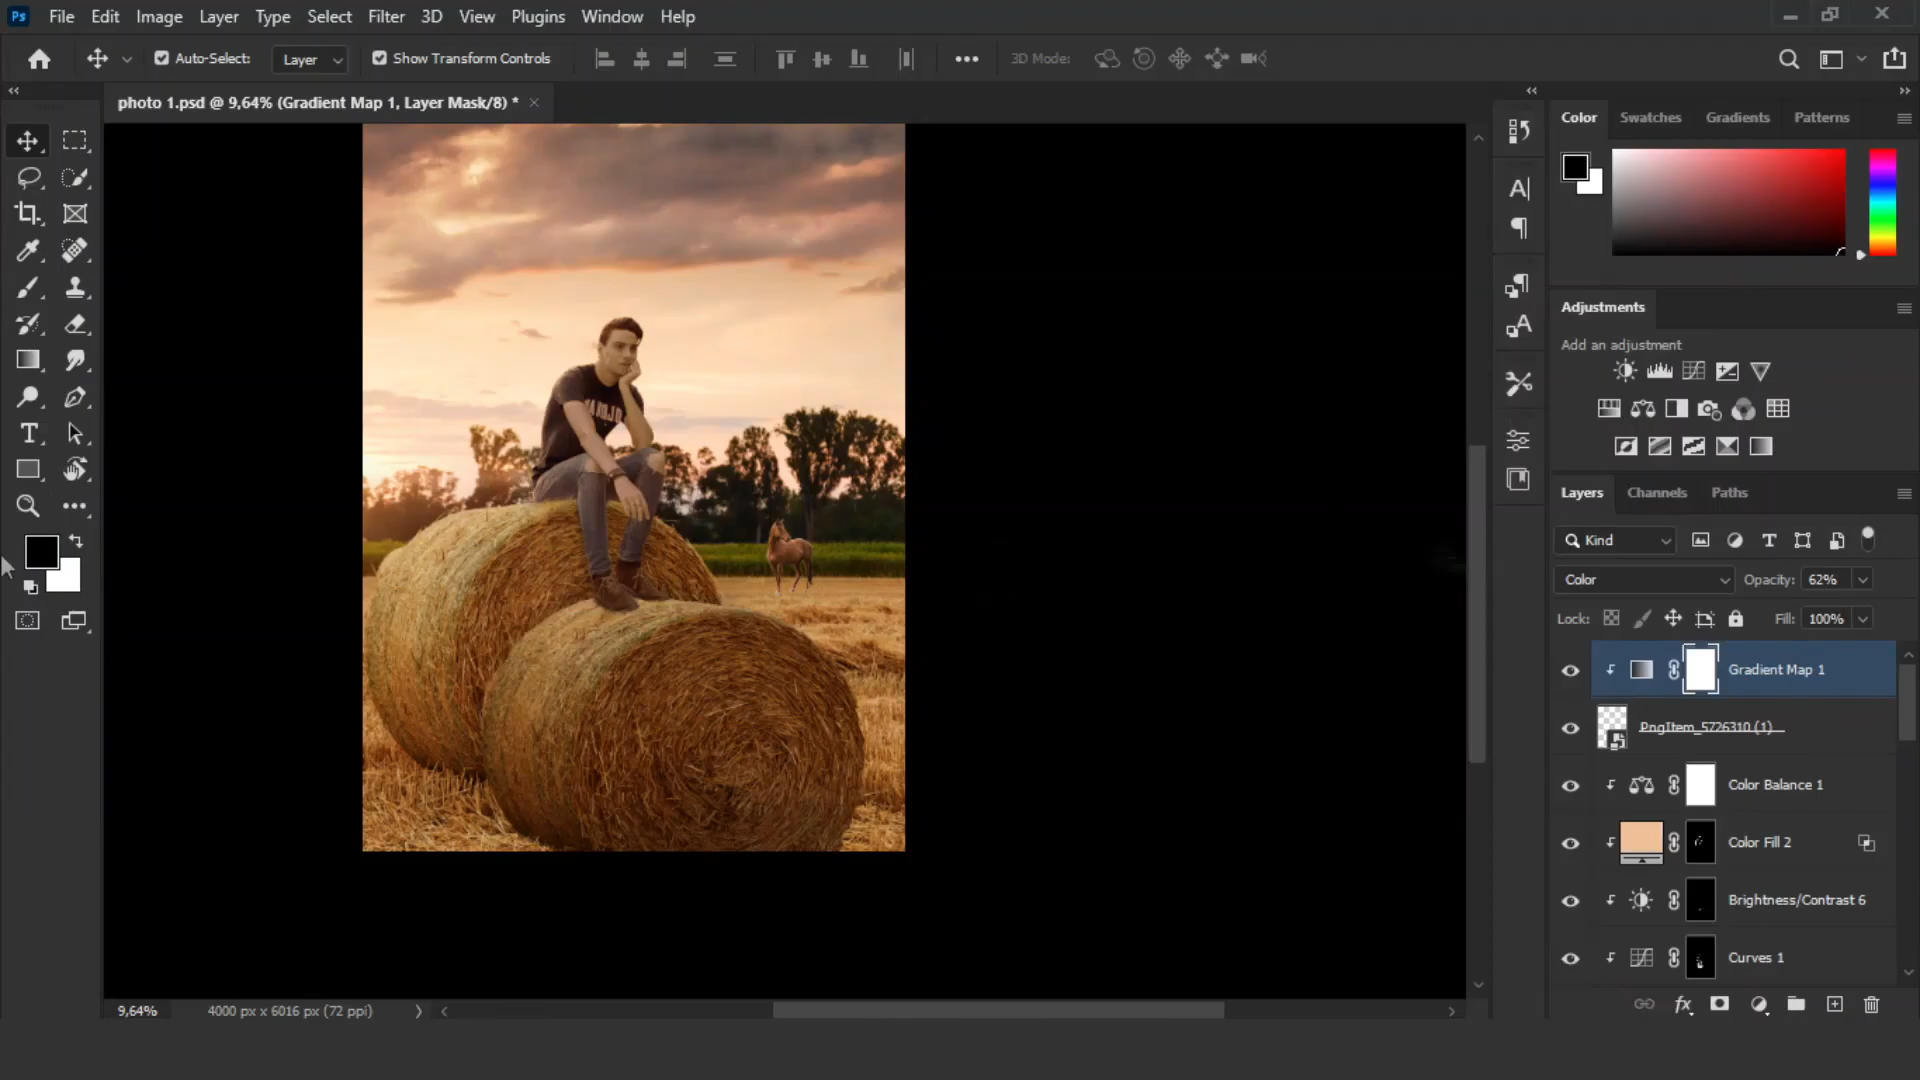 Ps File Edit Image Layer Type Select Filter 3D View Plugins Window Help
Auto-Select: Layer Show Transform Controls 3D Mode:
photo 1.psd @ 9,64% (Gradient Map 1, Layer Mask/8) *
Color Swatches Gradients Patterns
Adjustments
Add an adjustment
Layers Channels Paths
Kind
Color Opacity: 62%
Lock: Fill: 100%
Gradient Map 1
PngItem_5726310 (1)
Color Balance 1
Color Fill 2
Brightness/Contrast 6
Curves 1
9,64% 4000 px x 6016 px (72 ppi)